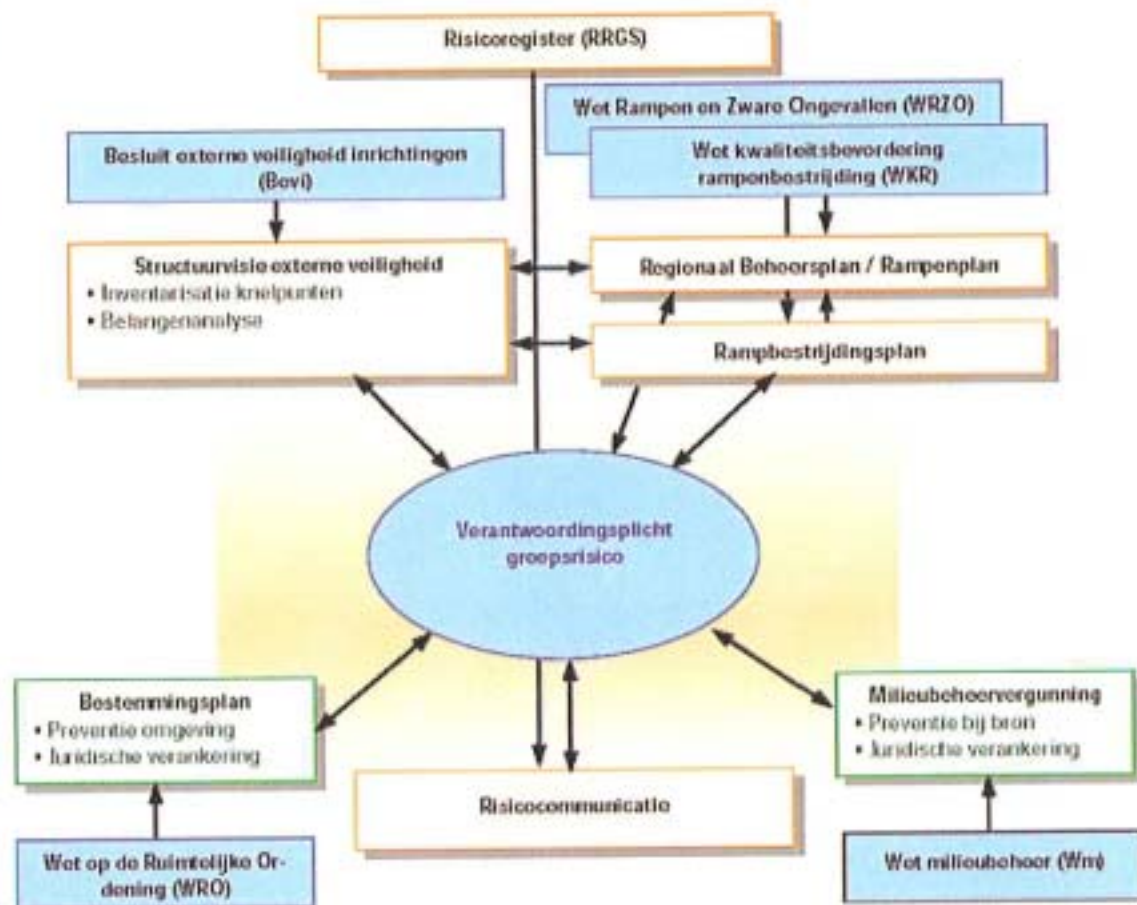 Risicoregister (RRGS)
Wet Rampen en Zware Ongevallen (WRZO)
Besluit externe veiligheid inrichtingen
(Bevi)
Wet kwaliteitsbevordering
rampenbestrijding (WKR)
Structuurvisie externe veiligheid
• Inventarisatie knelpunten
• Belangenanalyse
Regionaal Beheersplan / Rampenplan
Rampbestrijdingsplan
Verantwoordingsplicht
groepsrisico
Bestemmingsplan
• Preventie omgeving
• Juridische verankering
Milieubeheervergunning
• Preventie bij bron
• Juridische verankering
Risicocommunicatie
Wet op de Ruimtelijke Or-
dening (WRO)
Wet milieubeheer (Wm)